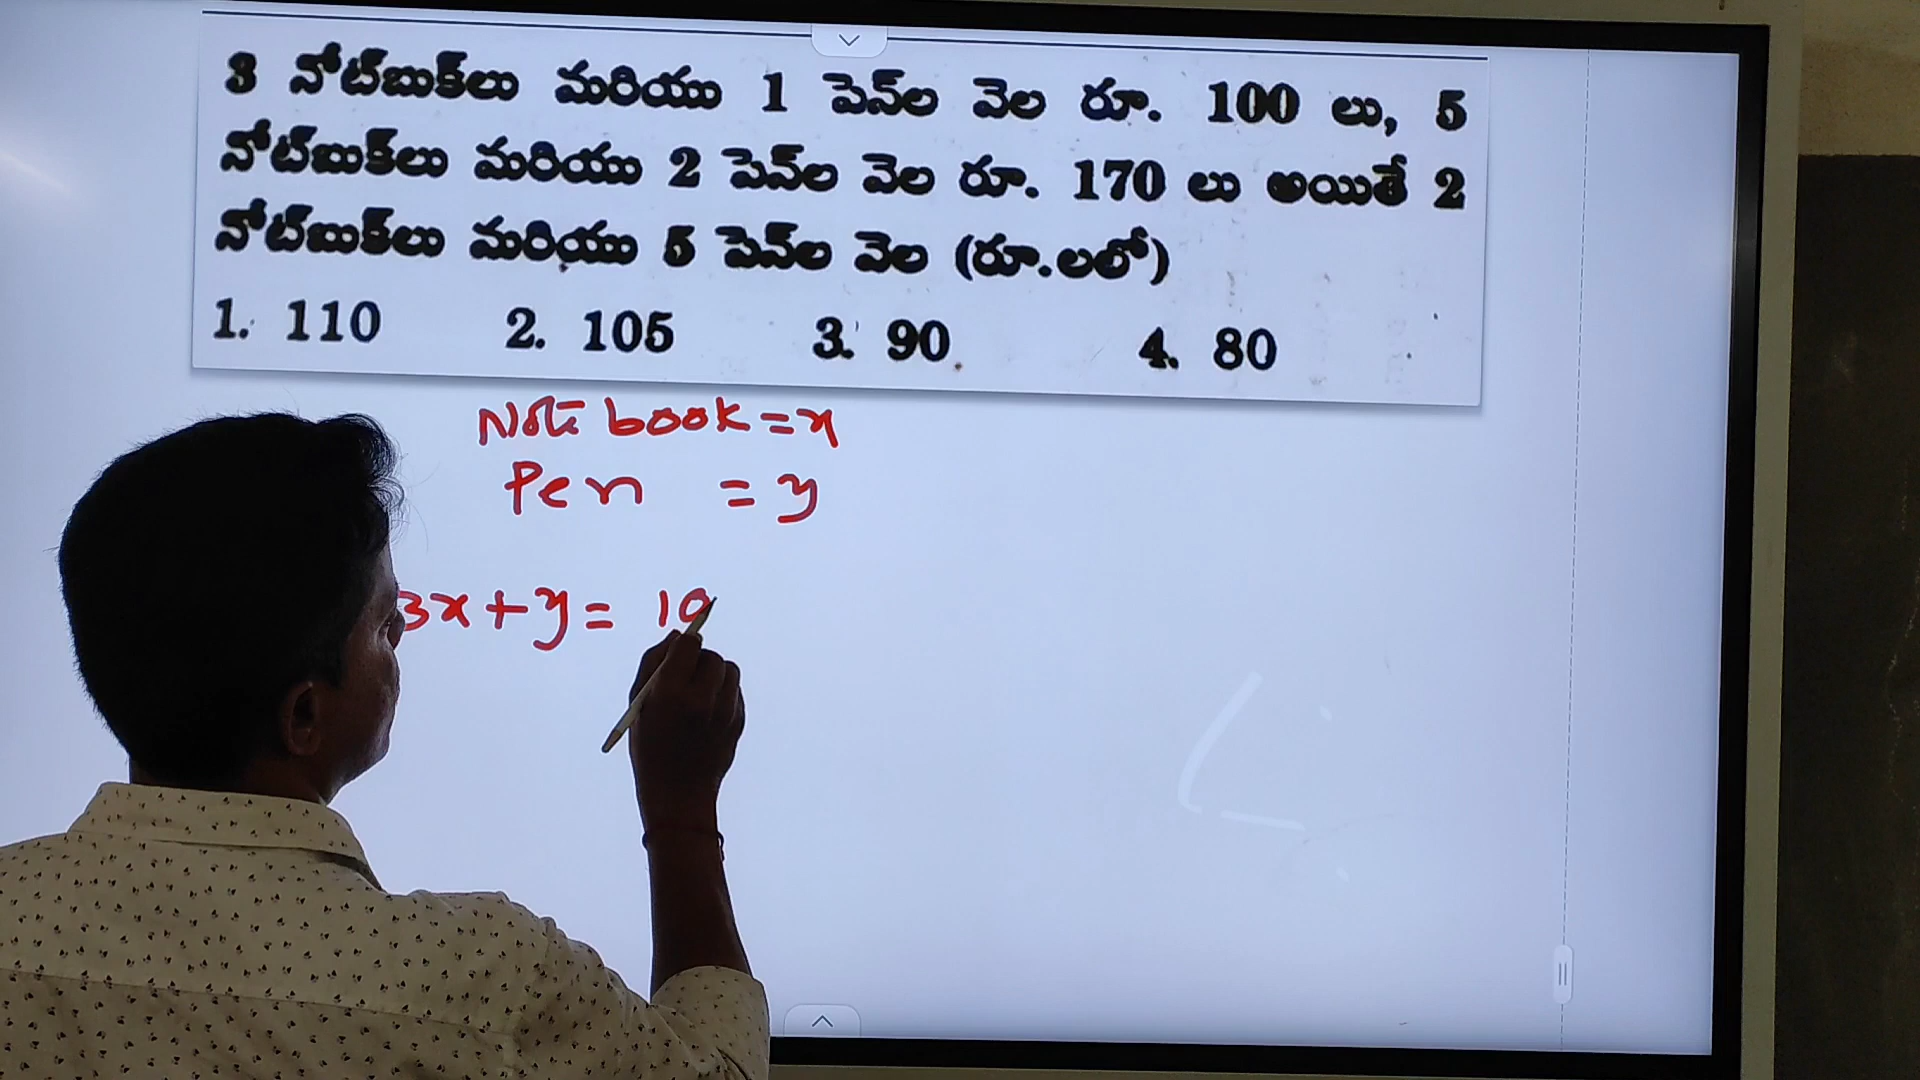 3 నోట్‌బుక్‌లు మరియు 1 పెన్‌ల వెల రూ. 100 లు, 5
నోట్‌బుక్‌లు మరియు 2 పెన్‌ల వెల రూ. 170 లు అయితే 2
నోట్‌బుక్‌లు మరియు 5 పెన్‌ల వెల (రూ.లలో)
1. 110 2. 105 3. 90 4. 80
Note book = x
Pen = y
3x + y = 10